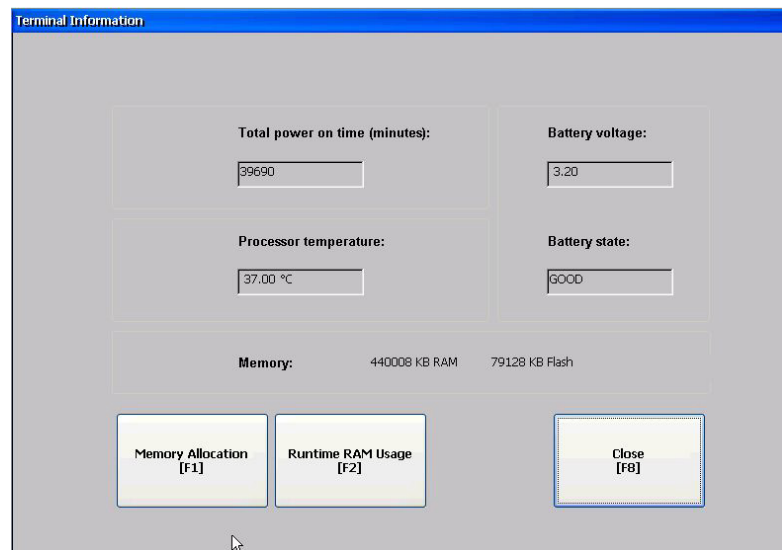 Terminal Information
Total power on time (minutes):
39690
Battery voltage:
3.20
Processor temperature:
37.00 °C
Battery state:
GOOD
Memory: 440008 KB RAM 79128 KB Flash
Memory Allocation
[F1]
Runtime RAM Usage
[F2]
Close
[F8]